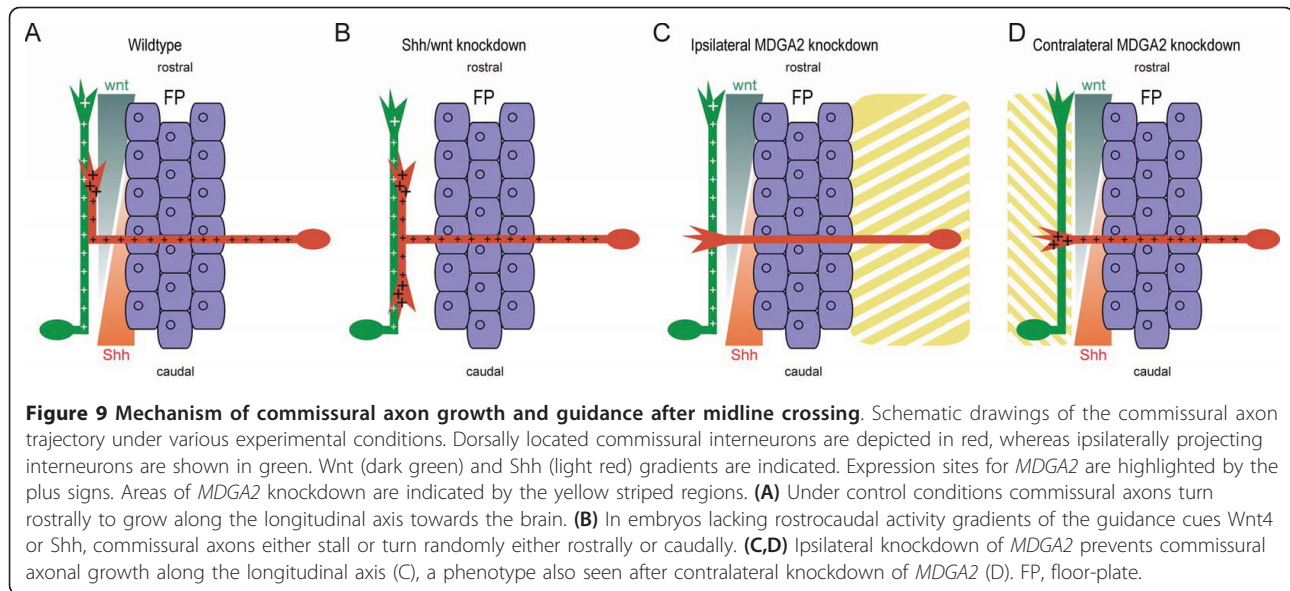 A
B
C
D
Wildtype
Shh/wnt knockdown
Ipsilateral MDGA2 knockdown
Contralateral MDGA2 knockdown
rostral
rostral
rostral
rostral
wnt
FP
FP
wnt
FP
wnt
FP
Shh
caudal
caudal
Shh
caudal
Shh
caudal
Figure 9 Mechanism of commissural axon growth and guidance after midline crossing. Schematic drawings of the commissural axon
trajectory under various experimental conditions. Dorsally located commissural interneurons are depicted in red, whereas ipsilaterally projecting
interneurons are shown in green. Wnt (dark green) and Shh (light red) gradients are indicated. Expression sites for MDGA2 are highlighted by the
plus signs. Areas of MDGA2 knockdown are indicated by the yellow striped regions. (A) Under control conditions commissural axons turn
rostrally to grow along the longitudinal axis towards the brain. (B) In embryos lacking rostrocaudal activity gradients of the guidance cues Wnt4
or Shh, commissural axons either stall or turn randomly either rostrally or caudally. (C,D) Ipsilateral knockdown of MDGA2 prevents commissural
axonal growth along the longitudinal axis (C), a phenotype also seen after contralateral knockdown of MDGA2 (D). FP, floor-plate.